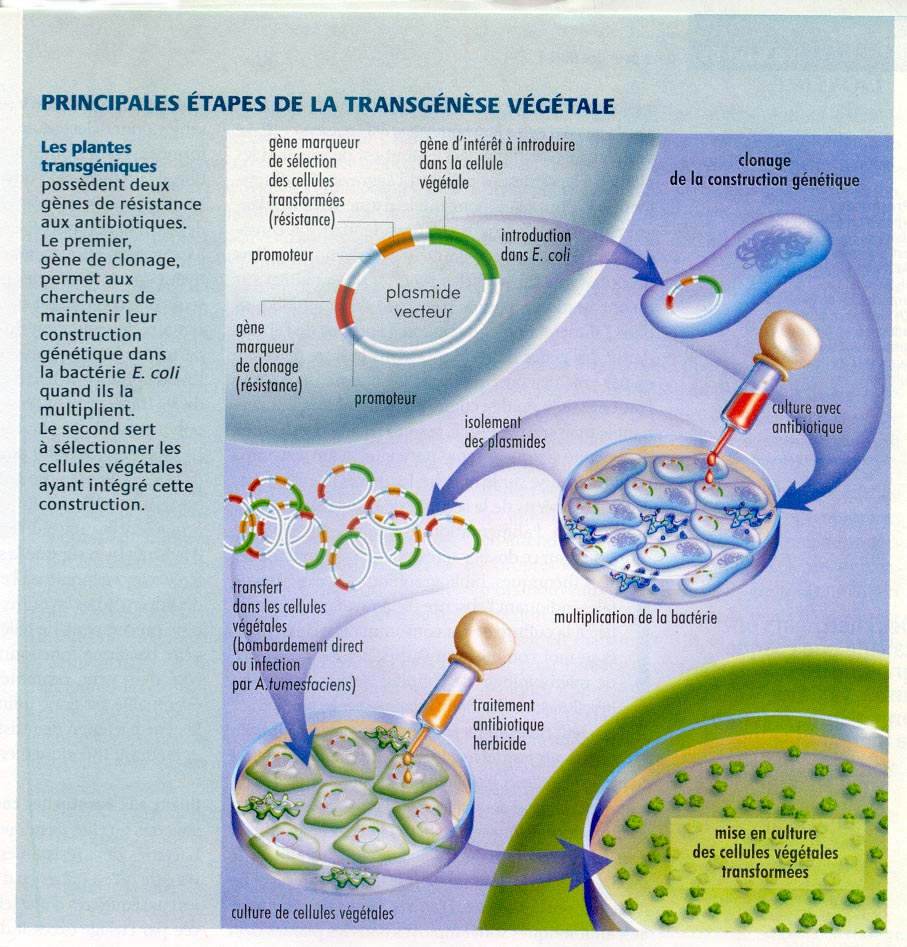 PRINCIPALES ÉTAPES DE LA TRANSGÉNÈSE VÉGÉTALE
Les plantes
transgéniques
possèdent deux
gènes de résistance
aux antibiotiques.
Le premier,
gène de clonage,
permet aux
chercheurs de
maintenir leur
construction
génétique dans
la bactérie E. coli
quand ils la
multiplient.
Le second sert
à sélectionner les
cellules végétales
ayant intégré cette
construction.
gène marqueur
de sélection
des cellules
transformées
(résistance)
gène d'intérêt à introduire
dans la cellule
végétale
clonage
de la construction génétique
promoteur
introduction
dans E. coli
plasmide
vecteur
gène
marqueur
de clonage
(résistance)
promoteur
culture avec
antibiotique
isolement
des plasmides
multiplication de la bactérie
transfert
dans les cellules
végétales
(bombardement direct
ou infection
par A.tumesfaciens)
traitement
antibiotique
herbicide
culture de cellules végétales
mise en culture
des cellules végétales
transformées